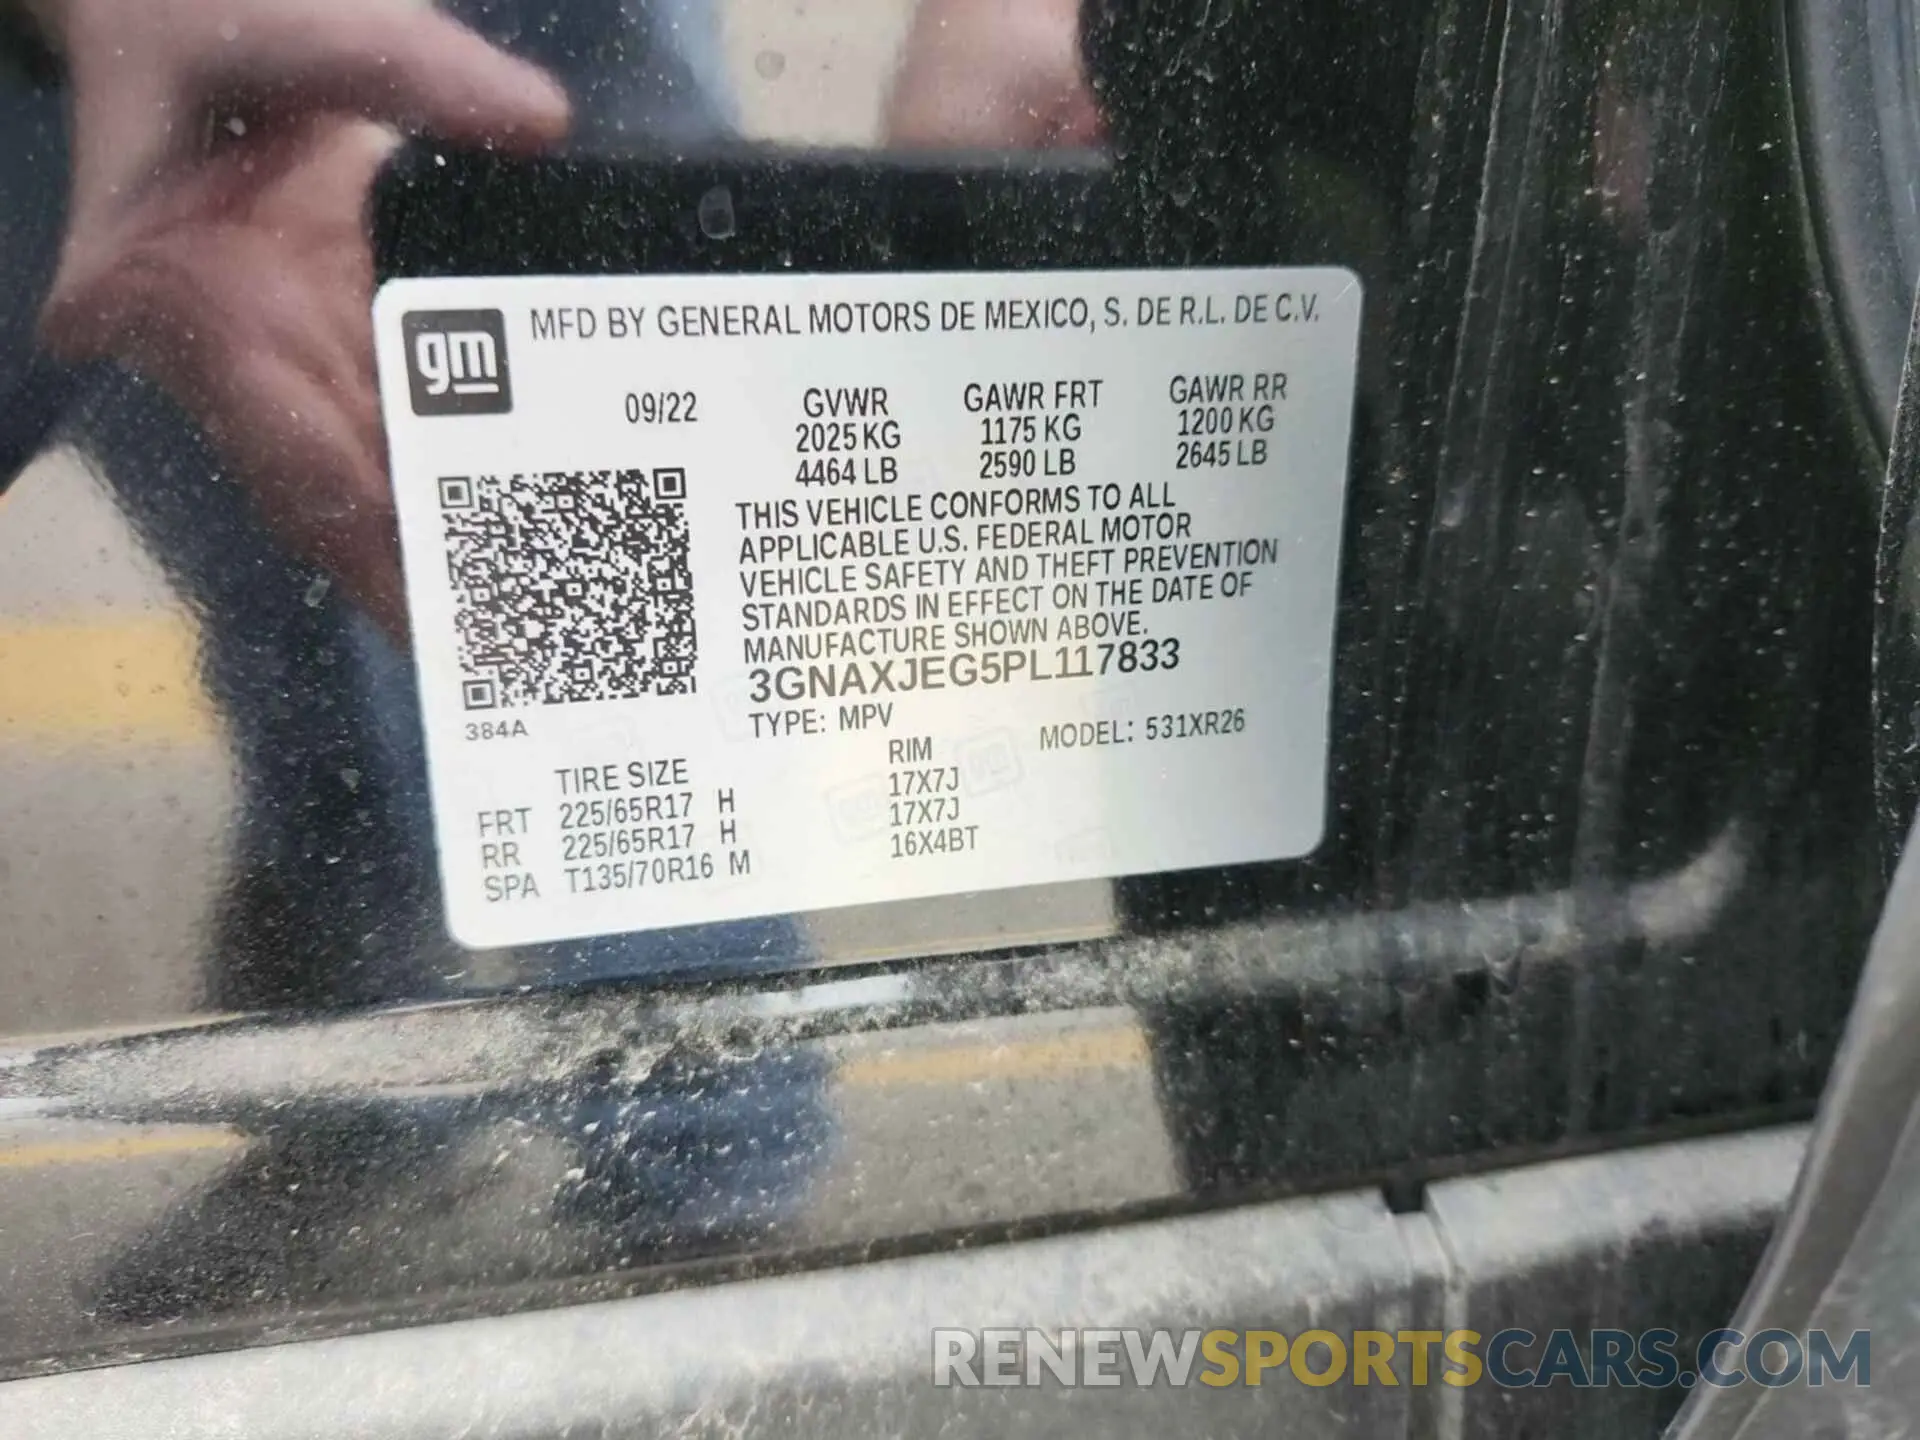 gm
MFD BY GENERAL MOTORS DE MEXICO, S. DE R.L. DE C.V.
09/22 GVWR GAWR FRT GAWR RR
2025 KG 1175 KG 1200 KG
4464 LB 2590 LB 2645 LB
THIS VEHICLE CONFORMS TO ALL
APPLICABLE U.S. FEDERAL MOTOR
VEHICLE SAFETY AND THEFT PREVENTION
STANDARDS IN EFFECT ON THE DATE OF
MANUFACTURE SHOWN ABOVE.
3GNAXJEG5PL117833
384A
TYPE: MPV MODEL: 531XR26
TIRE SIZE RIM
FRT 225/65R17 H 17X7J
RR 225/65R17 H 17X7J
SPA T135/70R16 M 16X4BT
RENEWSPORTSCARS.COM